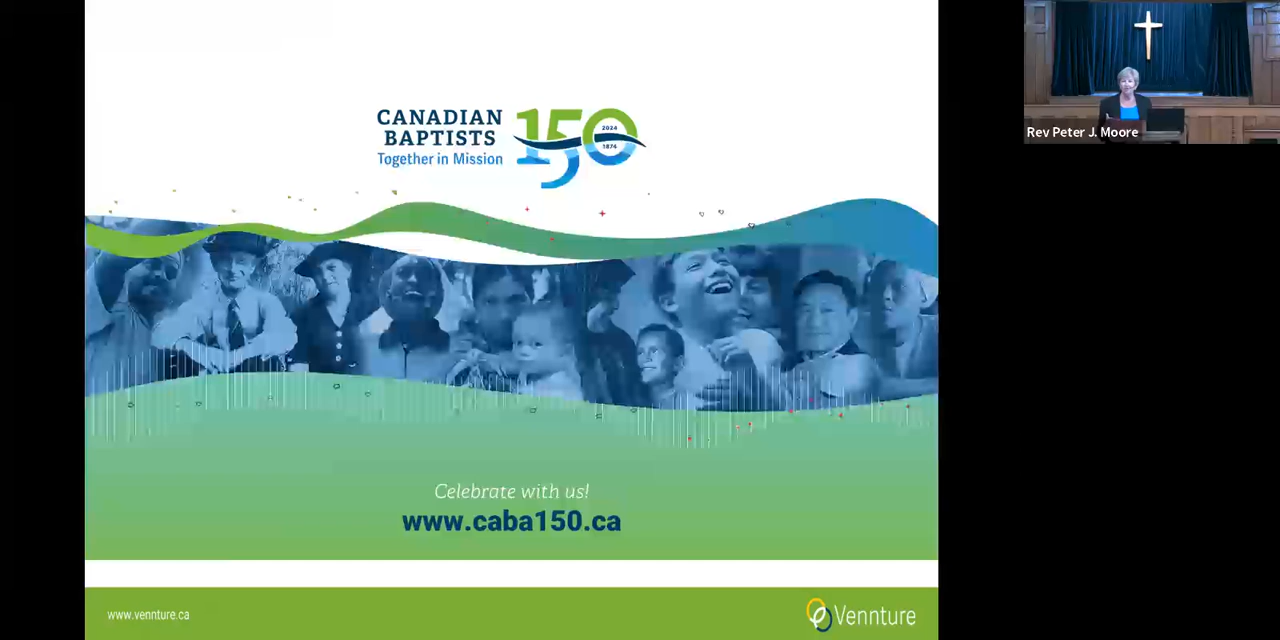 CANADIAN
BAPTISTS
Together in Mission
150
2024
1874
Celebrate with us!
www.caba150.ca
www.vennture.ca
Vennture
Rev Peter J. Moore